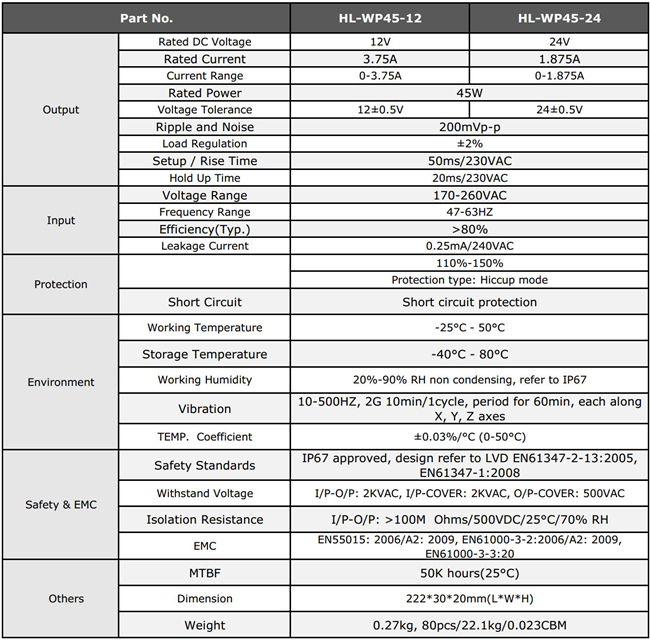 Part No. HL-WP45-12 HL-WP45-24
Output
Rated DC Voltage 12V 24V
Rated Current 3.75A 1.875A
Current Range 0-3.75A 0-1.875A
Rated Power 45W
Voltage Tolerance 12±0.5V 24±0.5V
Ripple and Noise 200mVp-p
Load Regulation ±2%
Setup / Rise Time 50ms/230VAC
Hold Up Time 20ms/230VAC
Input
Voltage Range 170-260VAC
Frequency Range 47-63HZ
Efficiency(Typ.) >80%
Leakage Current 0.25mA/240VAC
Protection
110%-150%
Protection type: Hiccup mode
Short Circuit Short circuit protection
Environment
Working Temperature -25°C - 50°C
Storage Temperature -40°C - 80°C
Working Humidity 20%-90% RH non condensing, refer to IP67
Vibration 10-500HZ, 2G 10min/1cycle, period for 60min, each along
X, Y, Z axes
TEMP. Coefficient ±0.03%/°C (0-50°C)
Safety & EMC
Safety Standards IP67 approved, design refer to LVD EN61347-2-13:2005,
EN61347-1:2008
Withstand Voltage I/P-O/P: 2KVAC, I/P-COVER: 2KVAC, O/P-COVER: 500VAC
Isolation Resistance I/P-O/P: >100M Ohms/500VDC/25°C/70% RH
EMC EN55015: 2006/A2: 2009, EN61000-3-2:2006/A2: 2009,
EN61000-3-3:20
Others
MTBF 50K hours(25°C)
Dimension 222*30*20mm(L*W*H)
Weight 0.27kg, 80pcs/22.1kg/0.023CBM